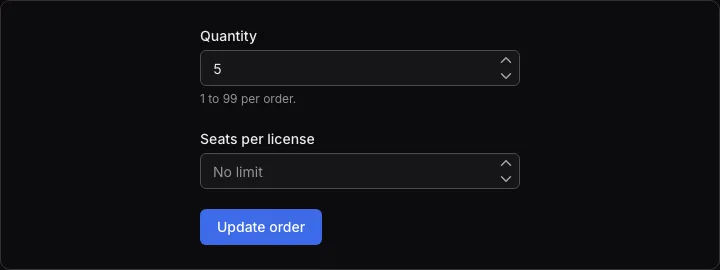 Quantity
5
1 to 99 per order.
Seats per license
No limit
Update order